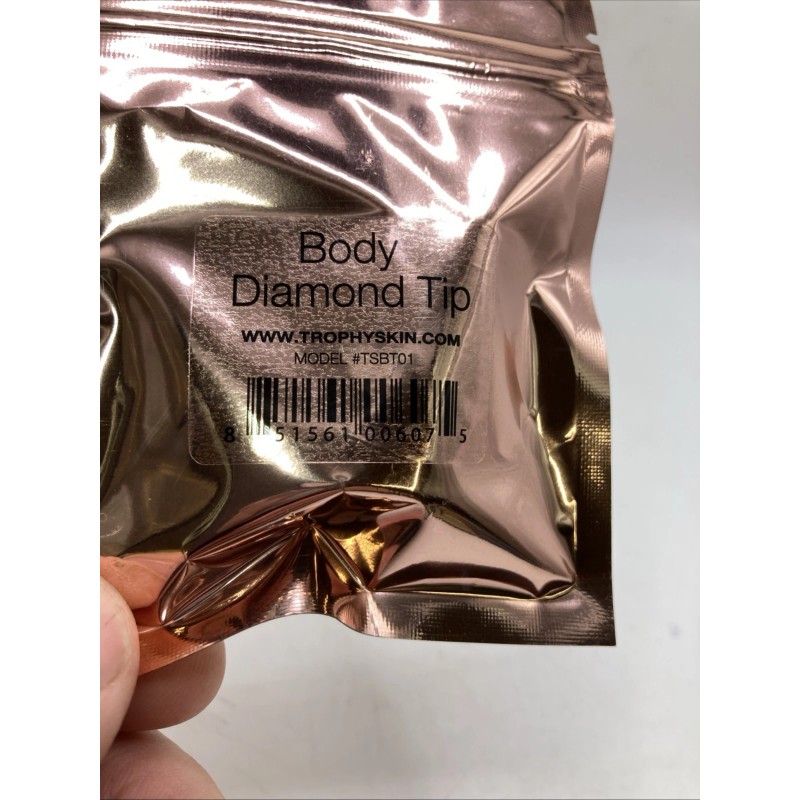 Body
Diamond Tip
WWW.TROPHYSKIN.COM
MODEL #TSBT01
8 51561 00607 5